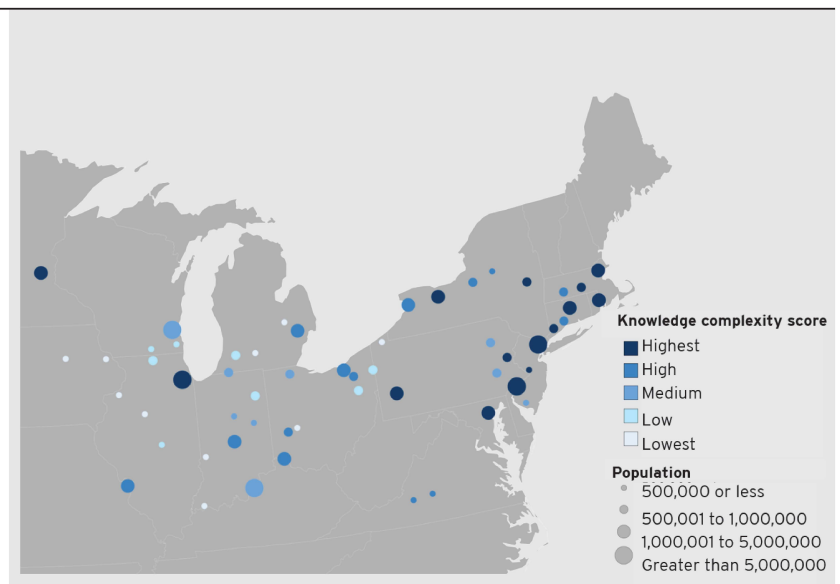 Knowledge complexity score
Highest
High
Medium
Low
Lowest
Population
500,000 or less
500,001 to 1,000,000
1,000,001 to 5,000,000
Greater than 5,000,000